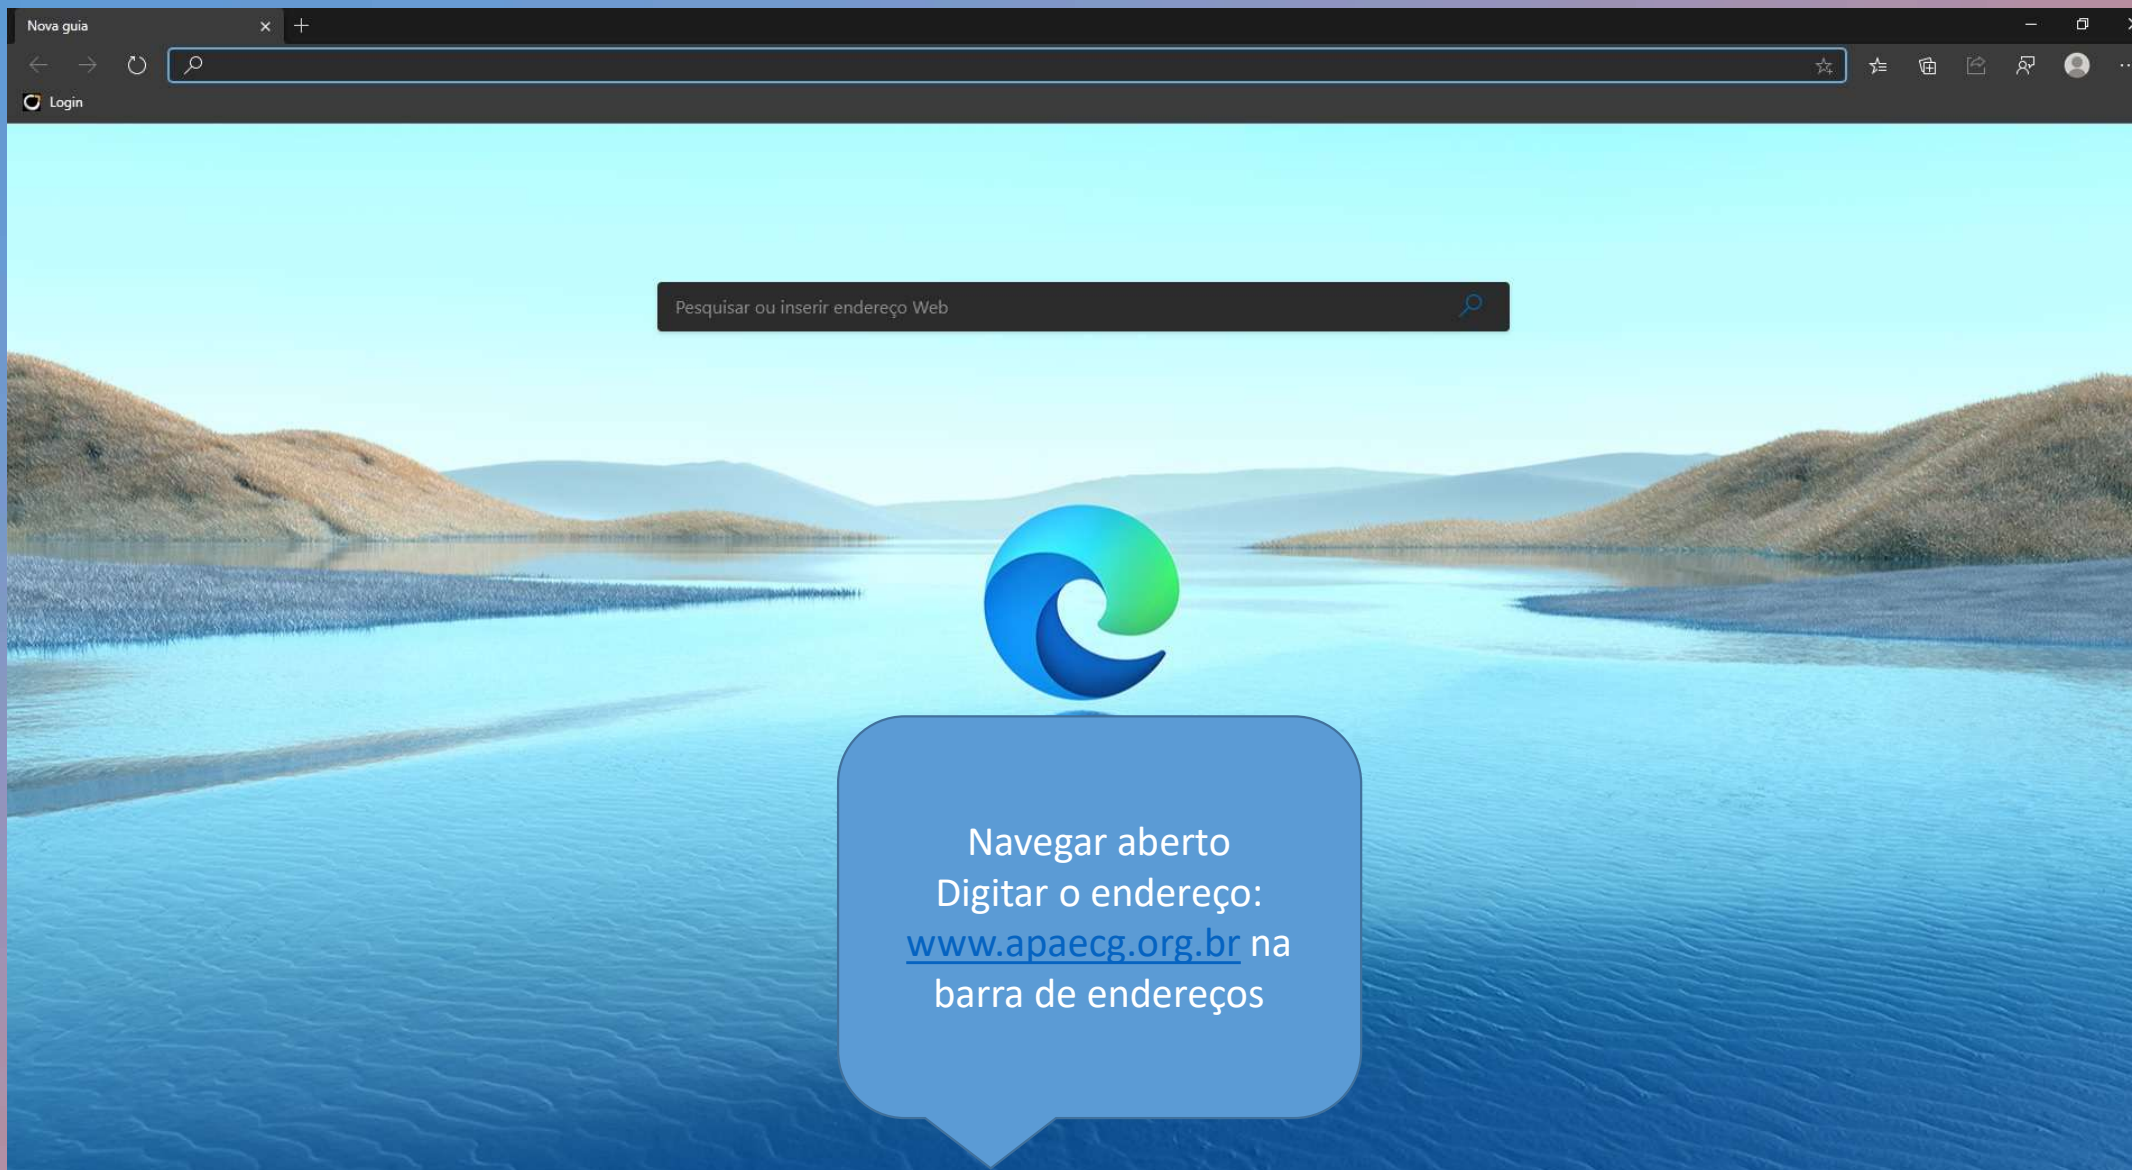 Nova guia
Login
Pesquisar ou inserir endereço Web
Navegar aberto
Digitar o endereço:
www.apaecg.org.br na
barra de endereços